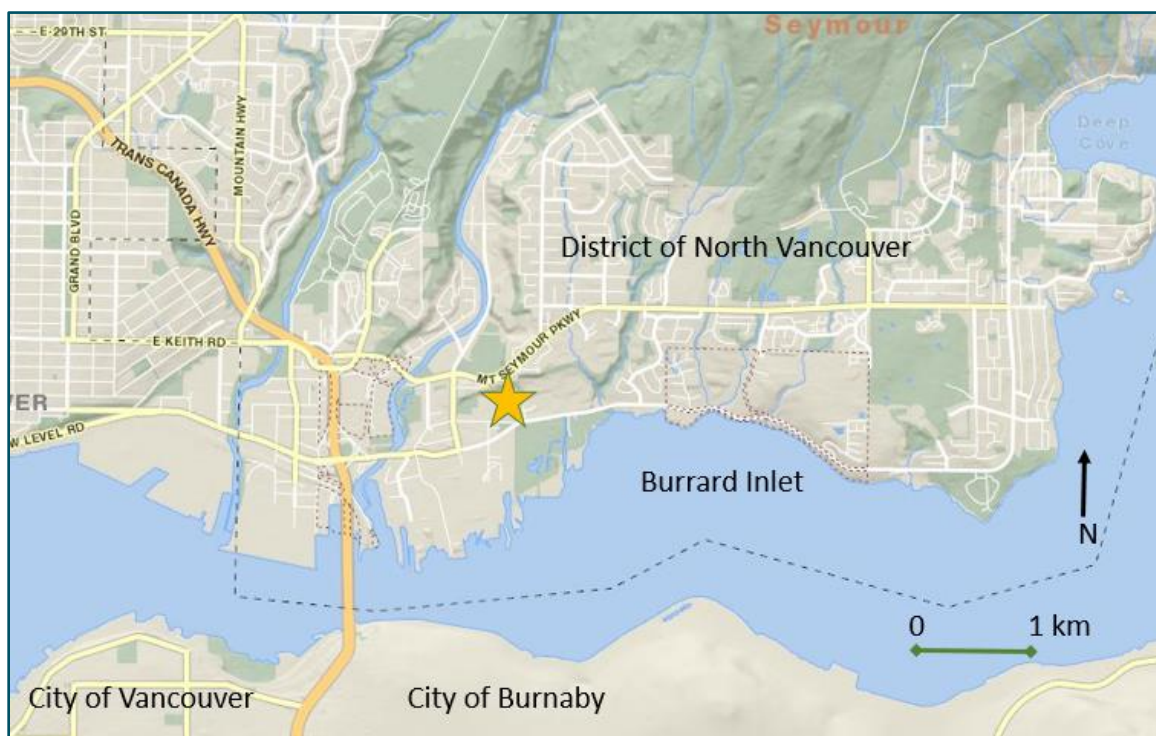 Seymour
E 29TH ST
MOUNTAIN HWY
Deep
Cove
TRANS CANADA HWY
GRAND BLVD
District of North Vancouver
MT SEYMOUR PKWY
E KEITH RD
VER
W LEVEL RD
Burrard Inlet
N
0 1 km
City of Vancouver
City of Burnaby